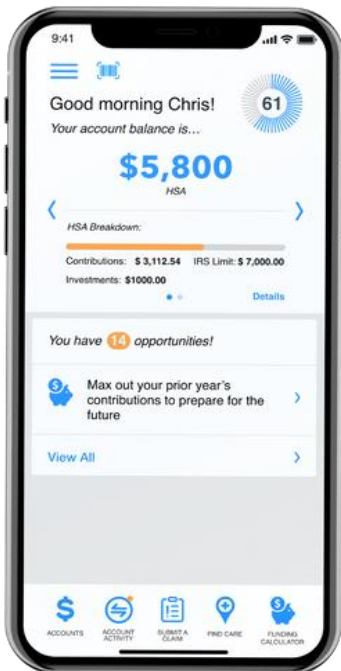 9:41
Good morning Chris!
61
Your account balance is...
$5,800
HSA
HSA Breakdown:
Contributions: $ 3,112.54 IRS Limit: $ 7,000.00
Investments: $1000.00
Details
You have 14 opportunities!
Max out your prior year's
contributions to prepare for the
future
View All
ACCOUNTS
ACCOUNT
ACTIVITY
SUBMIT A
CLAIM
FIND CARE
FUNDING
CALCULATOR